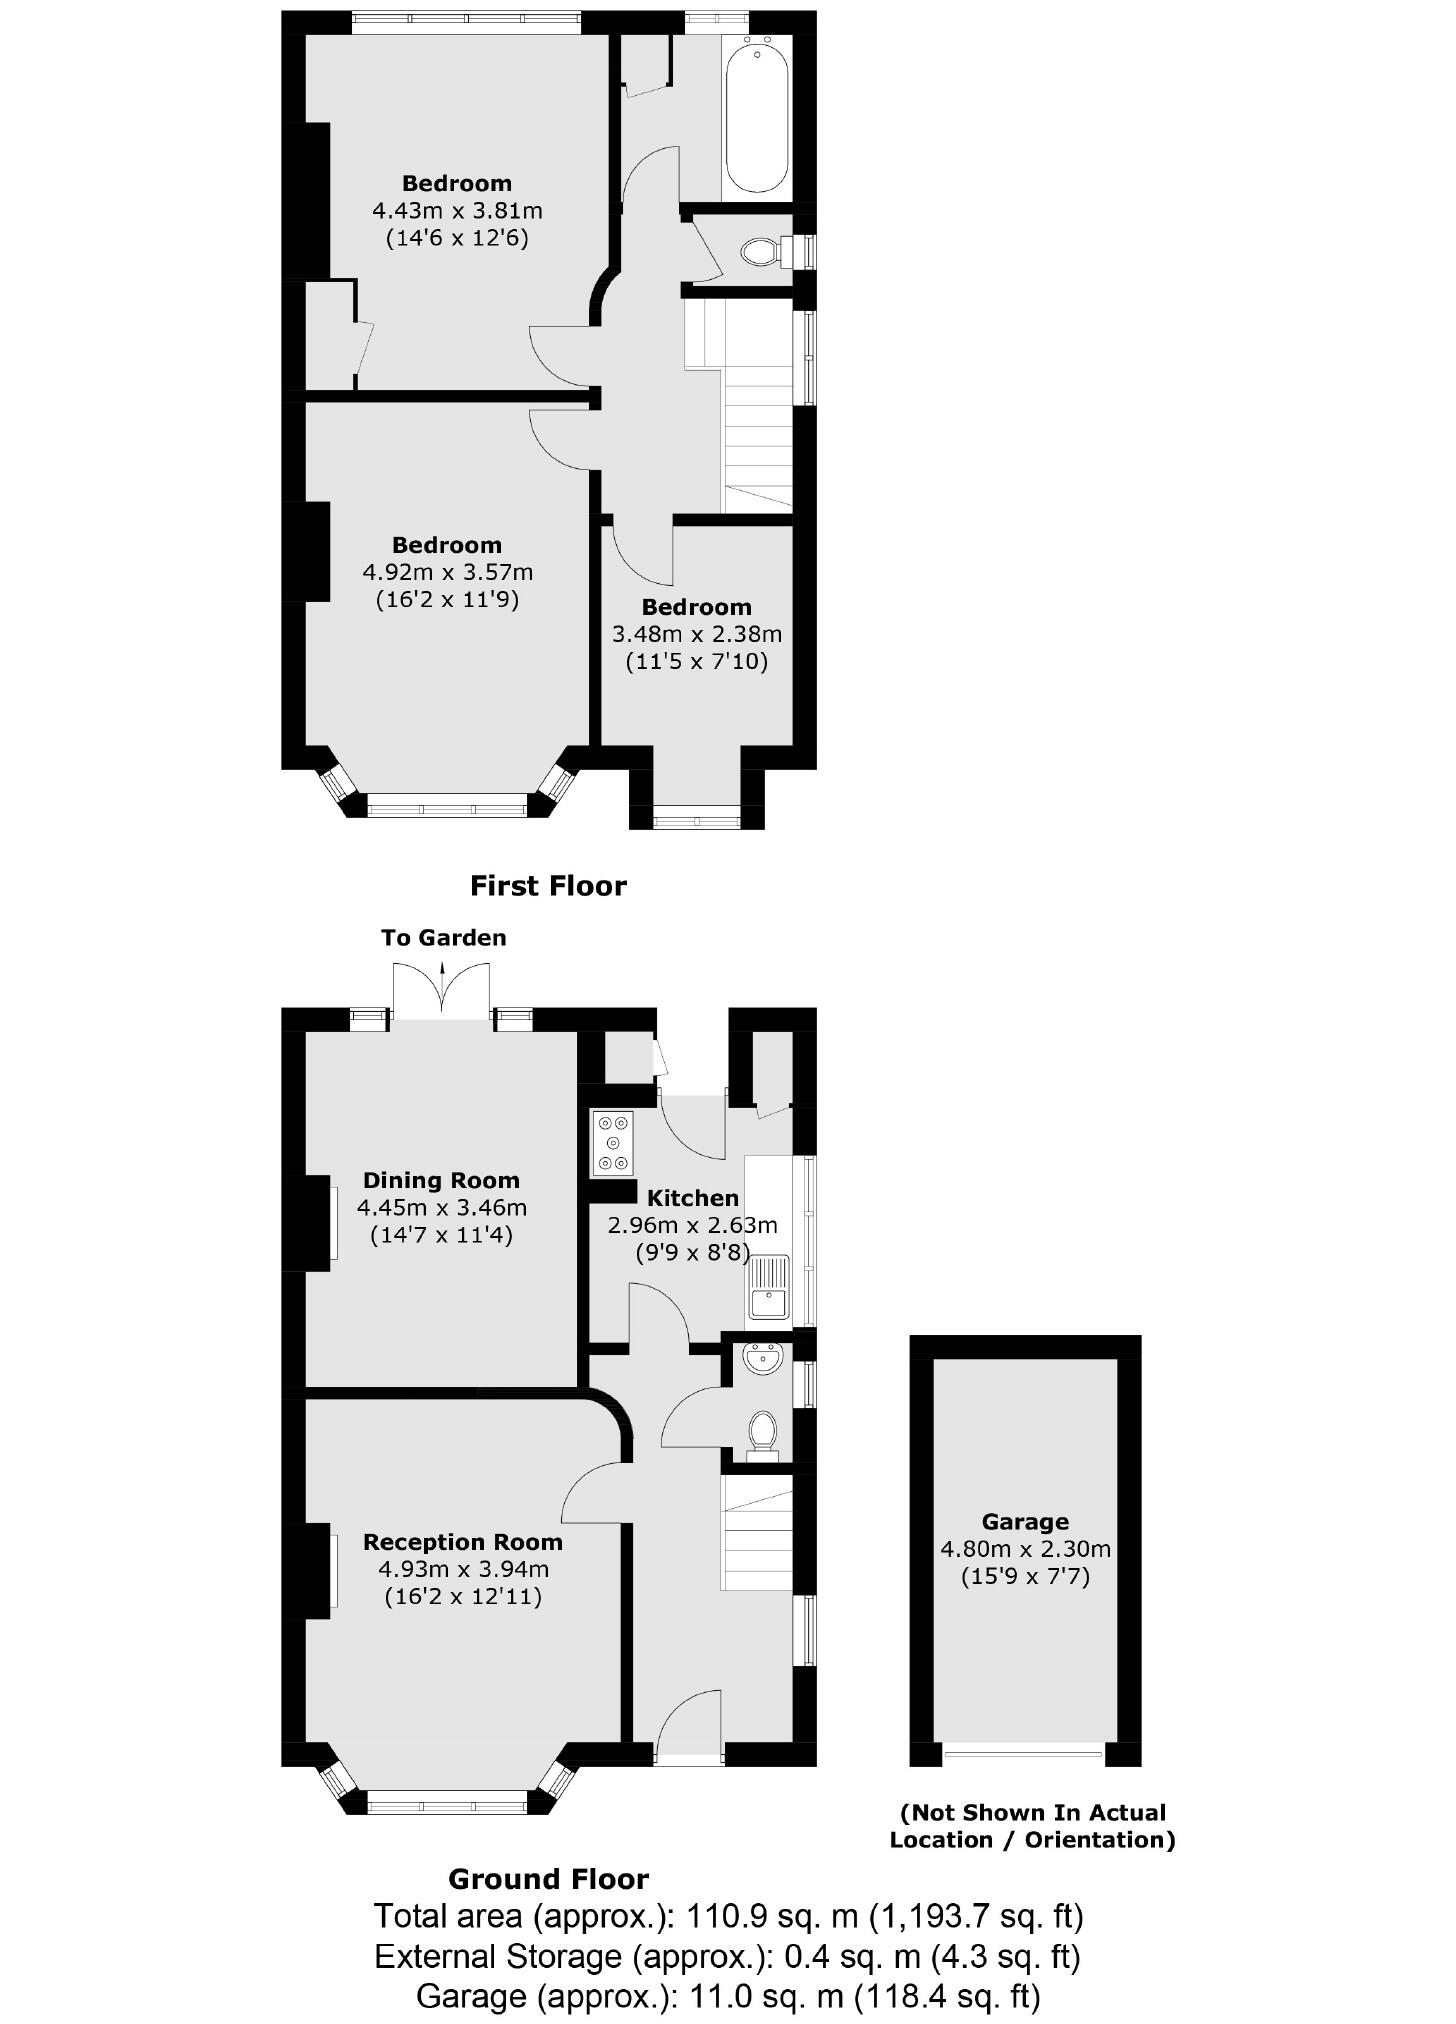 Bedroom
4.43m x 3.81m
(14'6 x 12'6)
Bedroom
4.92m x 3.57m
(16'2 x 11'9)
Bedroom
3.48m x 2.38m
(11'5 x 7'10)
First Floor
To Garden
Dining Room
4.45m x 3.46m
(14'7 x 11'4)
Kitchen
2.96m x 2.63m
(9'9 x 8'8)
Reception Room
4.93m x 3.94m
(16'2 x 12'11)
Garage
4.80m x 2.30m
(15'9 x 7'7)
(Not Shown In Actual
Location / Orientation)
Ground Floor
Total area (approx.): 110.9 sq. m (1,193.7 sq. ft)
External Storage (approx.): 0.4 sq. m (4.3 sq. ft)
Garage (approx.): 11.0 sq. m (118.4 sq. ft)